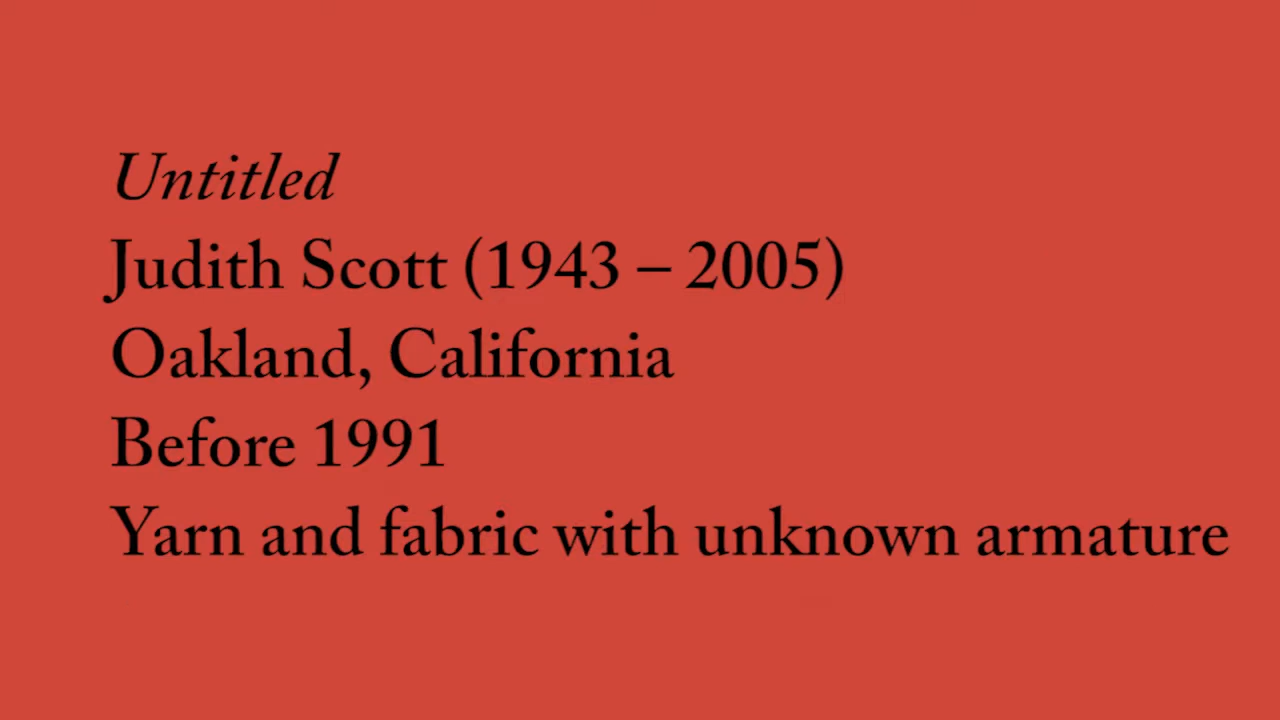 Untitled
Judith Scott (1943 – 2005)
Oakland, California
Before 1991
Yarn and fabric with unknown armature